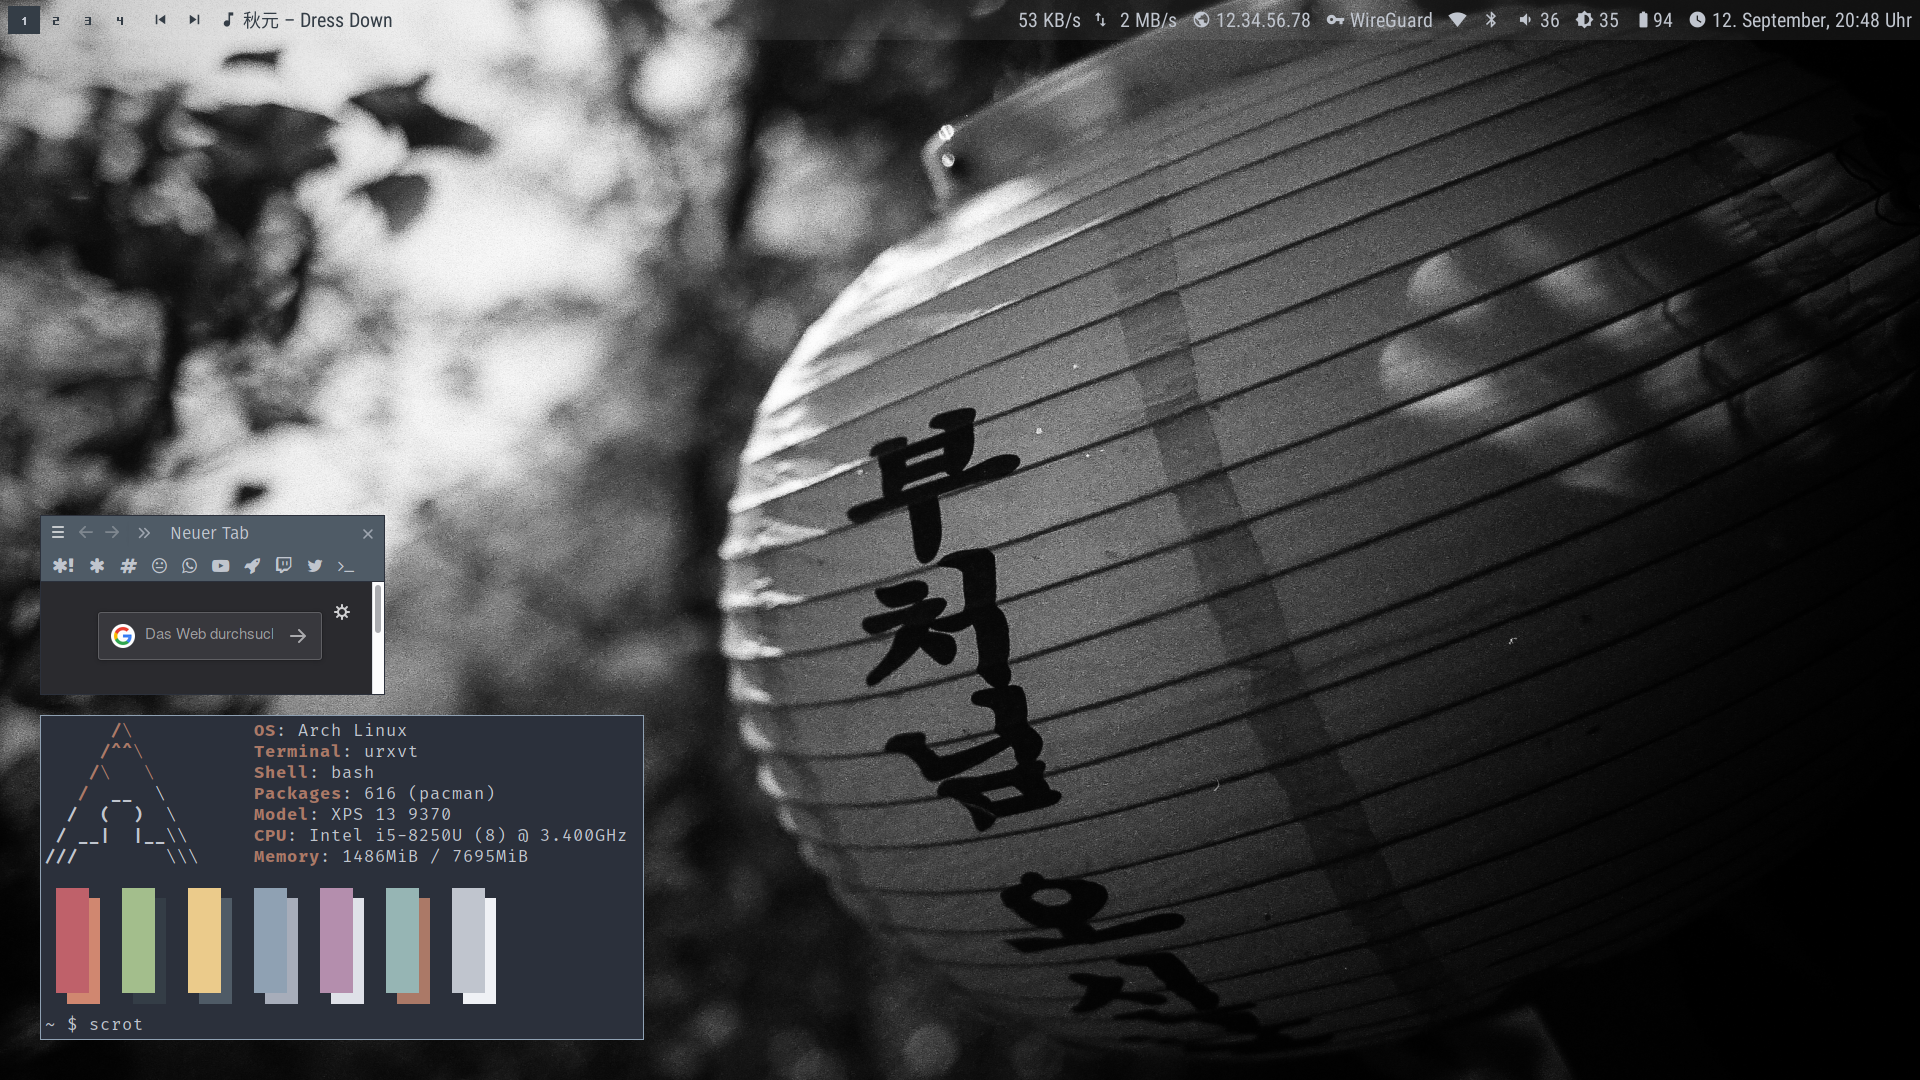 1 2 3 4 秋元 – Dress Down 53 KB/s 2 MB/s 12.34.56.78 WireGuard 36 35 94 12. September, 20:48 Uhr
부처님 오
Neuer Tab
Das Web durchsuc
OS: Arch Linux
Terminal: urxvt
Shell: bash
Packages: 616 (pacman)
Model: XPS 13 9370
CPU: Intel i5-8250U (8) @ 3.400GHz
Memory: 1486MiB / 7695MiB
~ $ scrot